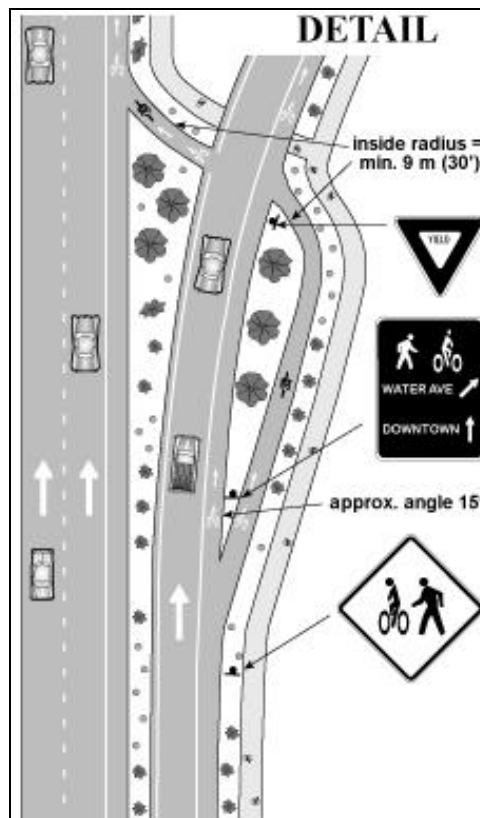 DETAIL
inside radius =
min. 9 m (30')
YIELD
WATER AVE
DOWNTOWN
approx. angle 15°